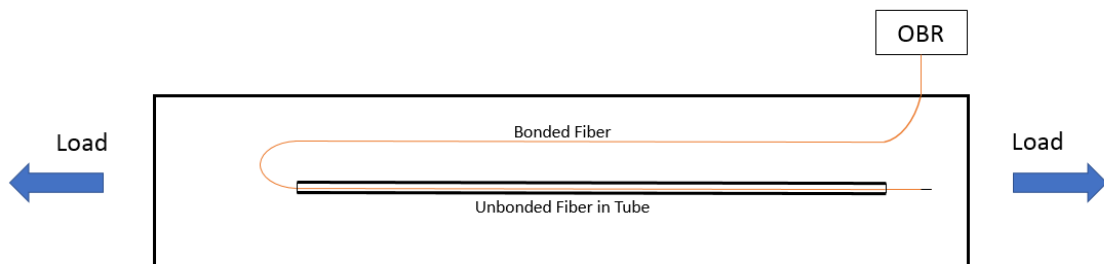 OBR
Load
Bonded Fiber
Load
Unbonded Fiber in Tube